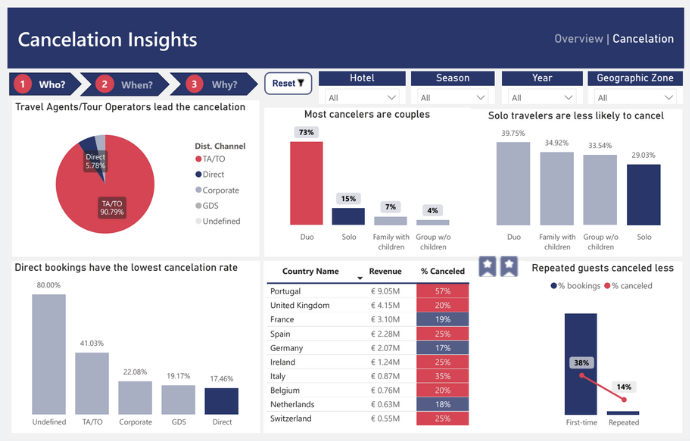 Cancelation Insights
Overview | Cancelation
1 Who?
2 When?
3 Why?
Reset
Hotel
All
Season
All
Year
All
Geographic Zone
All
Travel Agents/Tour Operators lead the cancelation
Direct
5.78%
TA/TO
90.79%
Dist. Channel
TA/TO
Direct
Corporate
GDS
Undefined
Most cancelers are couples
73%
15%
7%
4%
Duo
Solo
Family with
children
Group w/o
children
Solo travelers are less likely to cancel
39.75%
34.92%
33.54%
29.03%
Duo
Family with
children
Group w/o
children
Solo
Direct bookings have the lowest cancelation rate
80.00%
41.03%
22.08%
19.17%
17.46%
Undefined
TA/TO
Corporate
GDS
Direct
Country Name Revenue % Canceled
Portugal € 9.05M 57%
United Kingdom € 4.15M 20%
France € 3.10M 19%
Spain € 2.28M 25%
Germany € 2.07M 17%
Ireland € 1.24M 25%
Italy € 0.87M 35%
Belgium € 0.76M 20%
Netherlands € 0.63M 18%
Switzerland € 0.55M 25%
Repeated guests canceled less
% bookings % canceled
38%
14%
First-time
Repeated